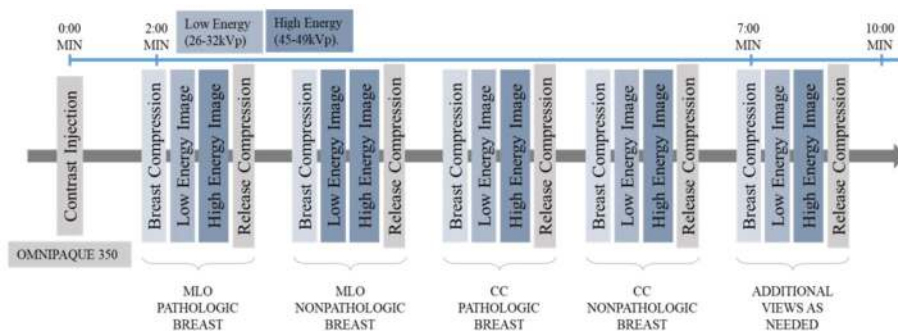 0:00
MIN
2:00
MIN
Low Energy
(26-32kVp)
High Energy
(45-49kVp).
7:00
MIN
10:00
MIN
Contrast Injection
Breast Compression
Low Energy Image
High Energy Image
Release Compression
Breast Compression
Low Energy Image
High Energy Image
Release Compression
Breast Compression
Low Energy Image
High Energy Image
Release Compression
Breast Compression
Low Energy Image
High Energy Image
Release Compression
Breast Compression
Low Energy Image
High Energy Image
Release Compression
OMNIPAQUE 350
MLO
PATHOLOGIC
BREAST
MLO
NONPATHOLOGIC
BREAST
CC
PATHOLOGIC
BREAST
CC
NONPATHOLOGIC
BREAST
ADDITIONAL
VIEWS AS
NEEDED